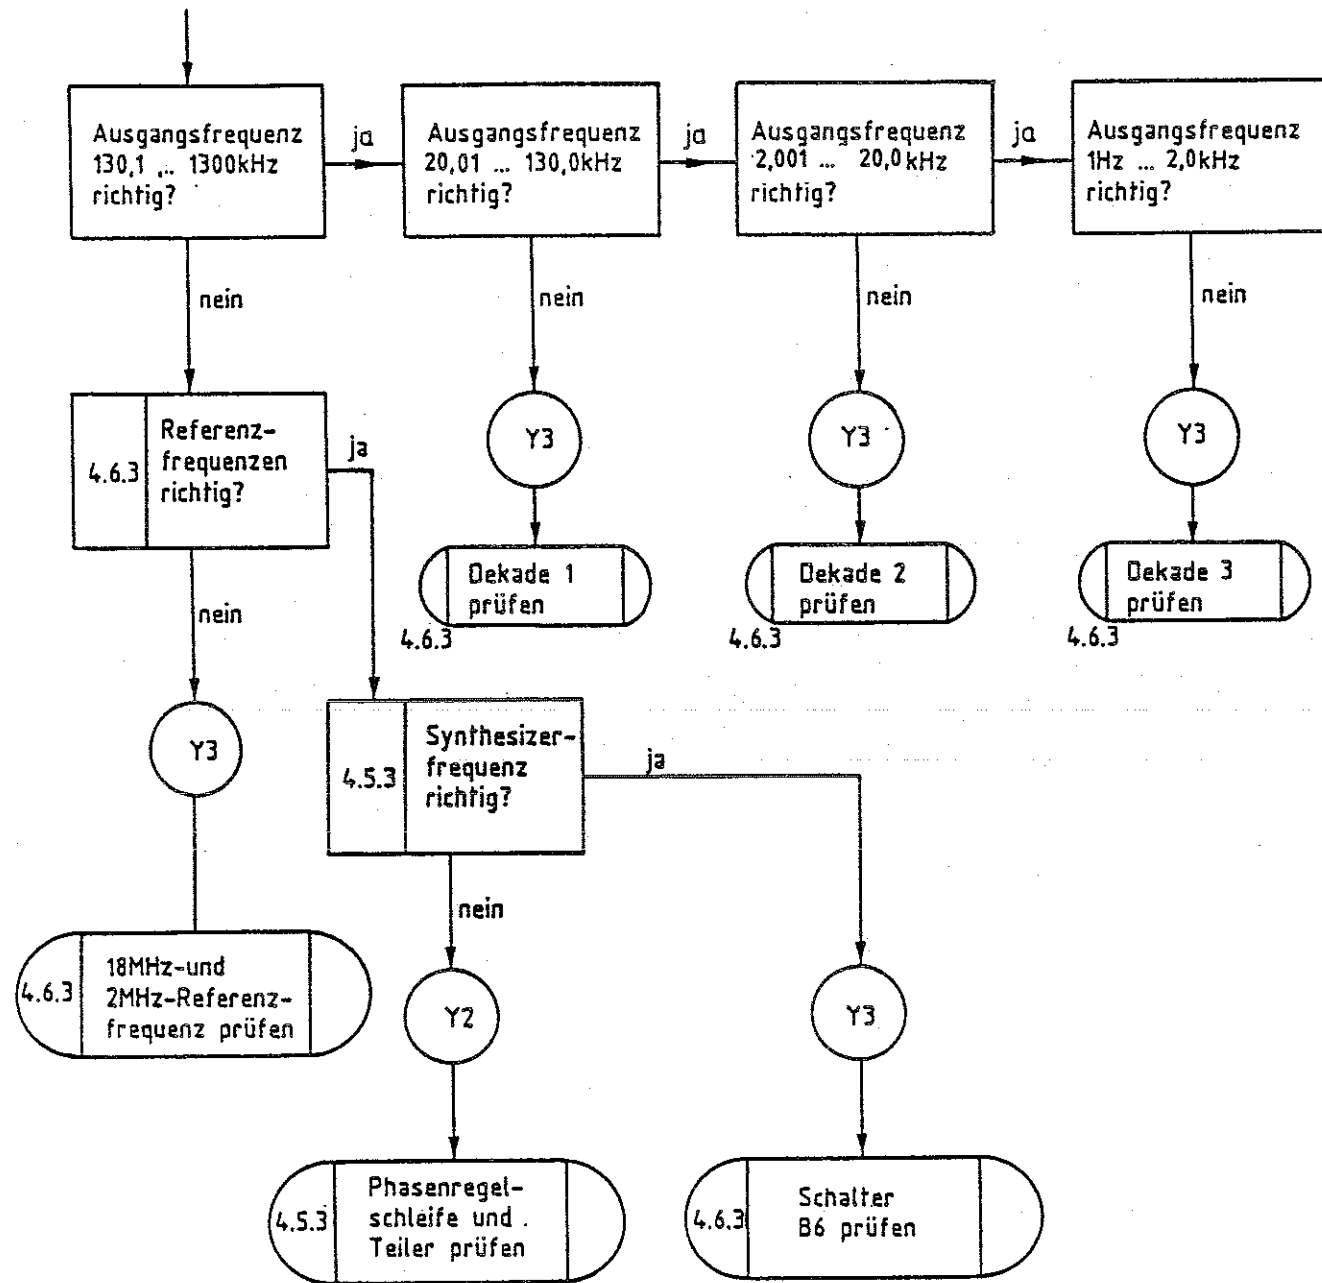 Ausgangsfrequenz
130,1 ... 1300kHz
richtig?
ja
Ausgangsfrequenz
20,01 ... 130,0kHz
richtig?
ja
Ausgangsfrequenz
2,001 ... 20,0kHz
richtig?
ja
Ausgangsfrequenz
1Hz ... 2,0kHz
richtig?
nein
nein
nein
nein
4.6.3
Referenz-
frequenzen
richtig?
ja
Y3
Y3
Y3
nein
Dekade 1
prüfen
4.6.3
Dekade 2
prüfen
4.6.3
Dekade 3
prüfen
4.6.3
Y3
4.5.3
Synthesizer-
frequenz
richtig?
ja
nein
4.6.3
18MHz-und
2MHz-Referenz-
frequenz prüfen
Y2
Y3
4.5.3
Phasenregel-
schleife und
Teiler prüfen
4.6.3
Schalter
B6 prüfen